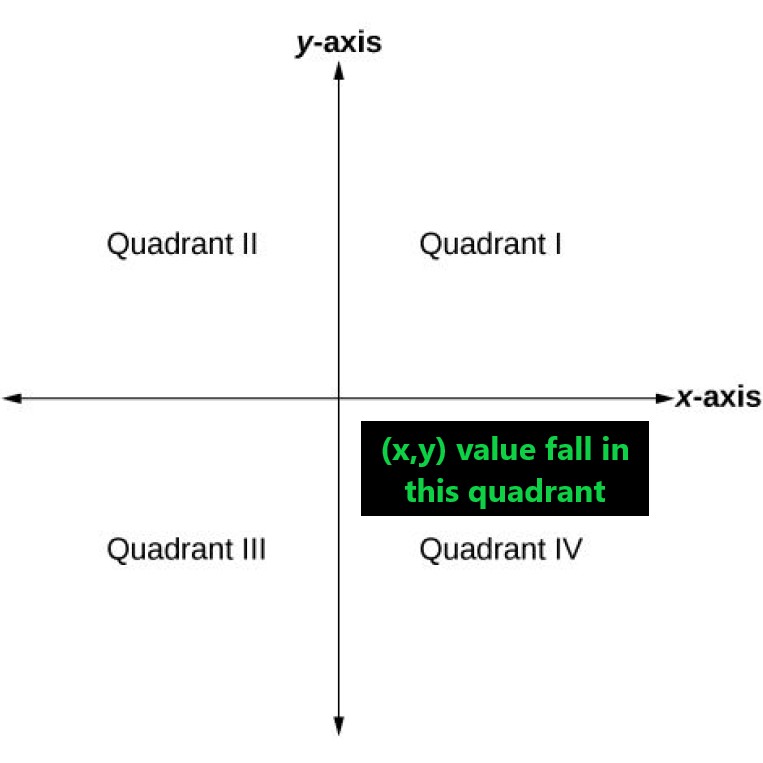 y-axis
Quadrant II
Quadrant I
x-axis
(x,y) value fall in
this quadrant
Quadrant III
Quadrant IV